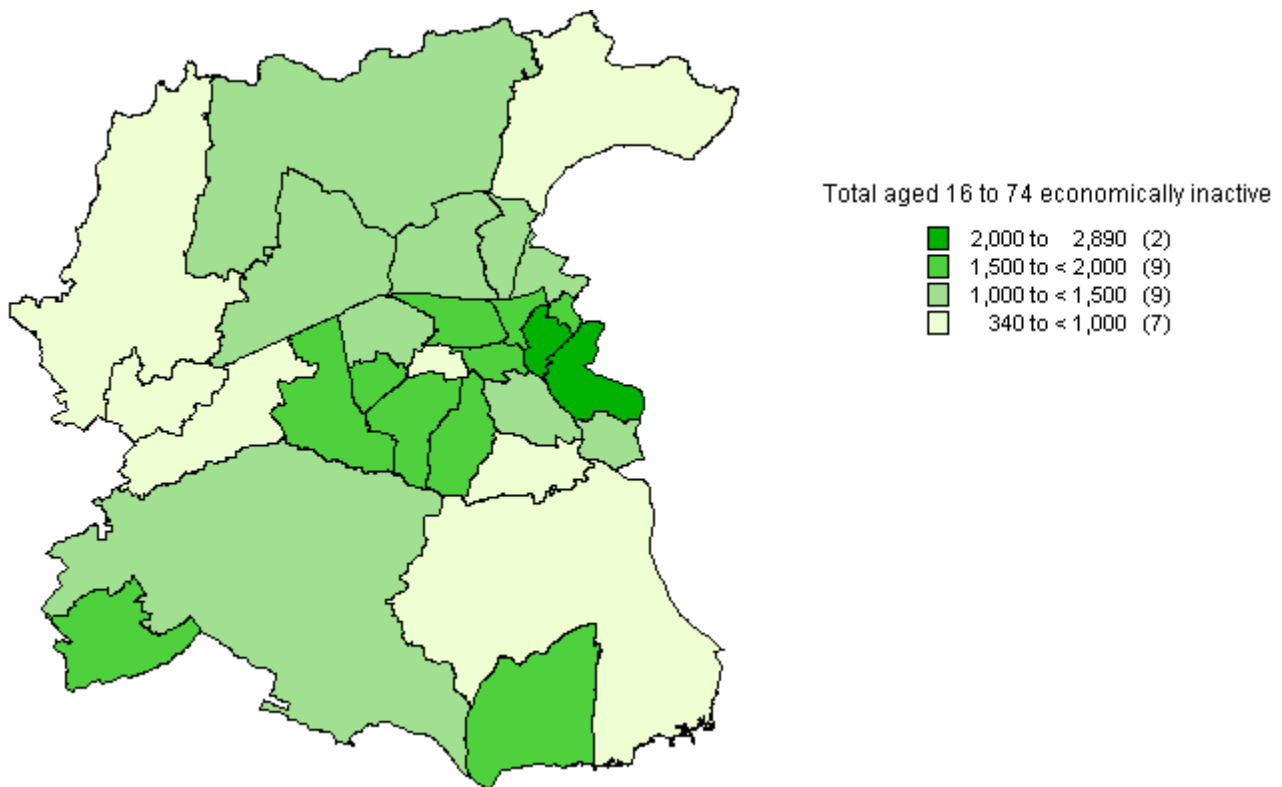 Total aged 16 to 74 economically inactive
2,000 to 2,890 (2)
1,500 to < 2,000 (9)
1,000 to < 1,500 (9)
340 to < 1,000 (7)